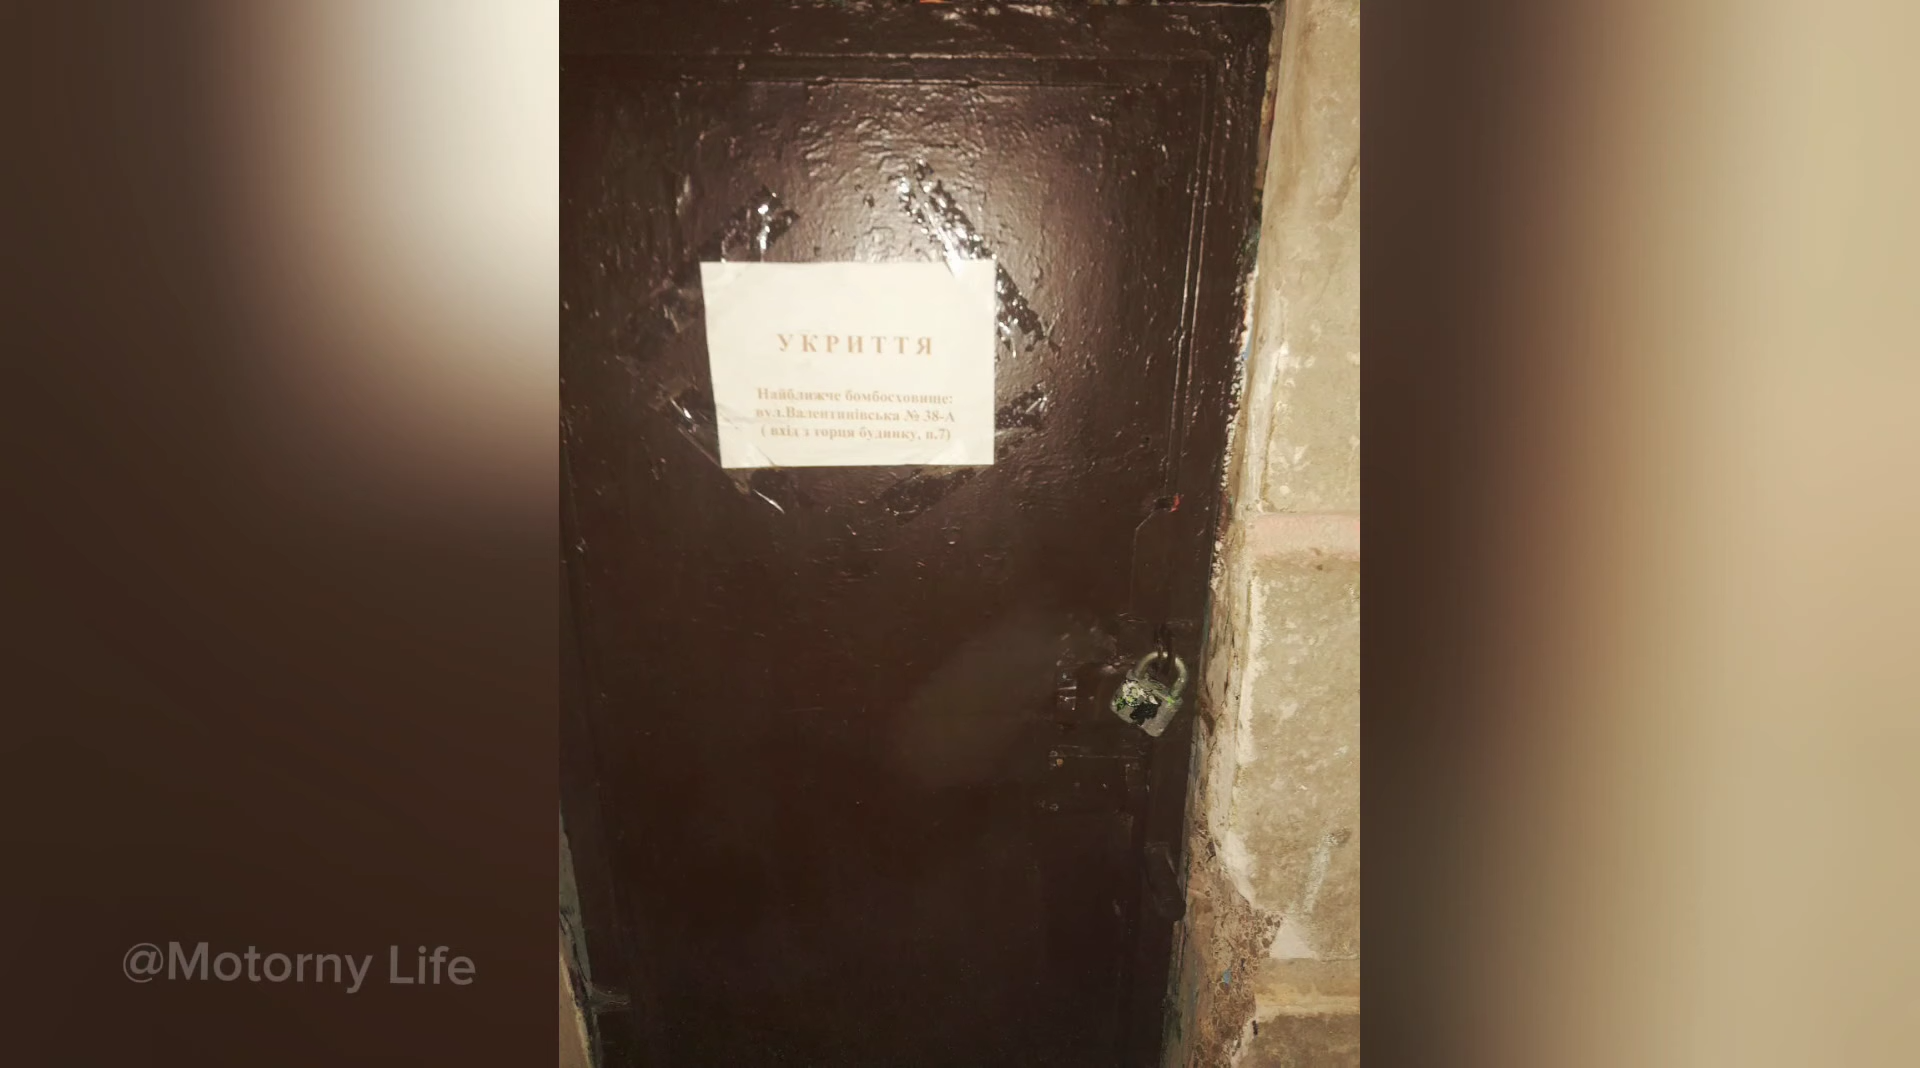 УКРИТТЯ
Найближче бомбосховище:
вул.Валентинівська № 38-А
( вхід з торця будинку, п.7)
@Motorny Life